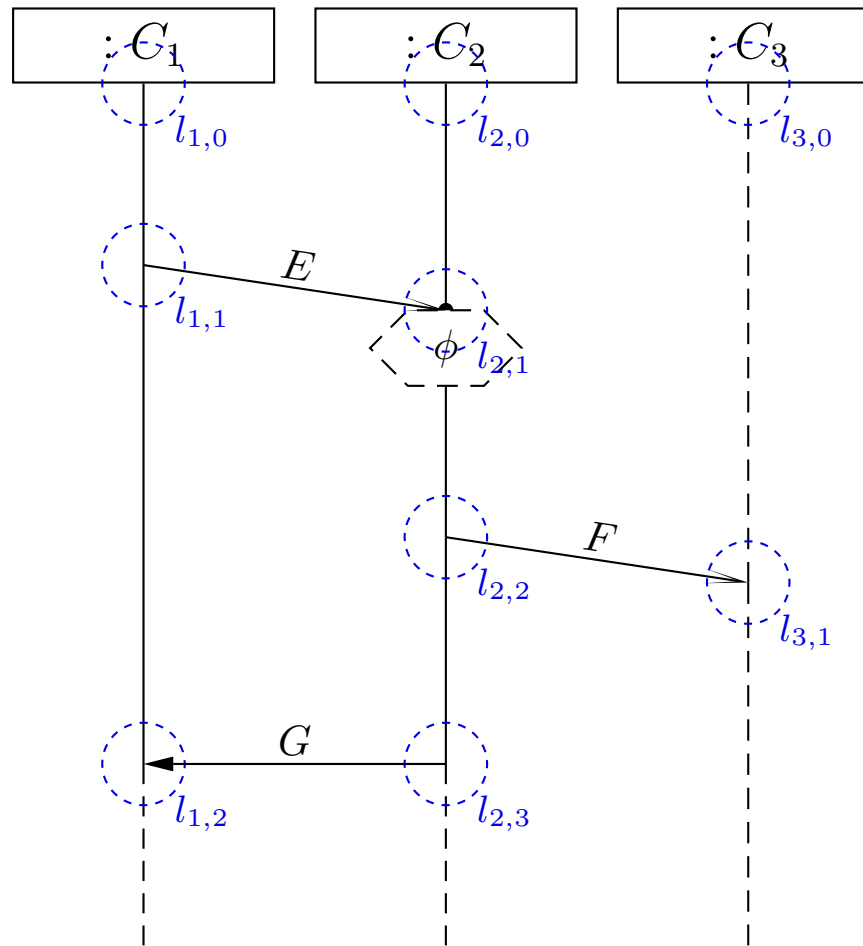 : C₁
: C₂
: C₃
l₁,₀
l₂,₀
l₃,₀
E
l₁,₁
ϕ
l₂,₁
F
l₂,₂
l₃,₁
G
l₁,₂
l₂,₃